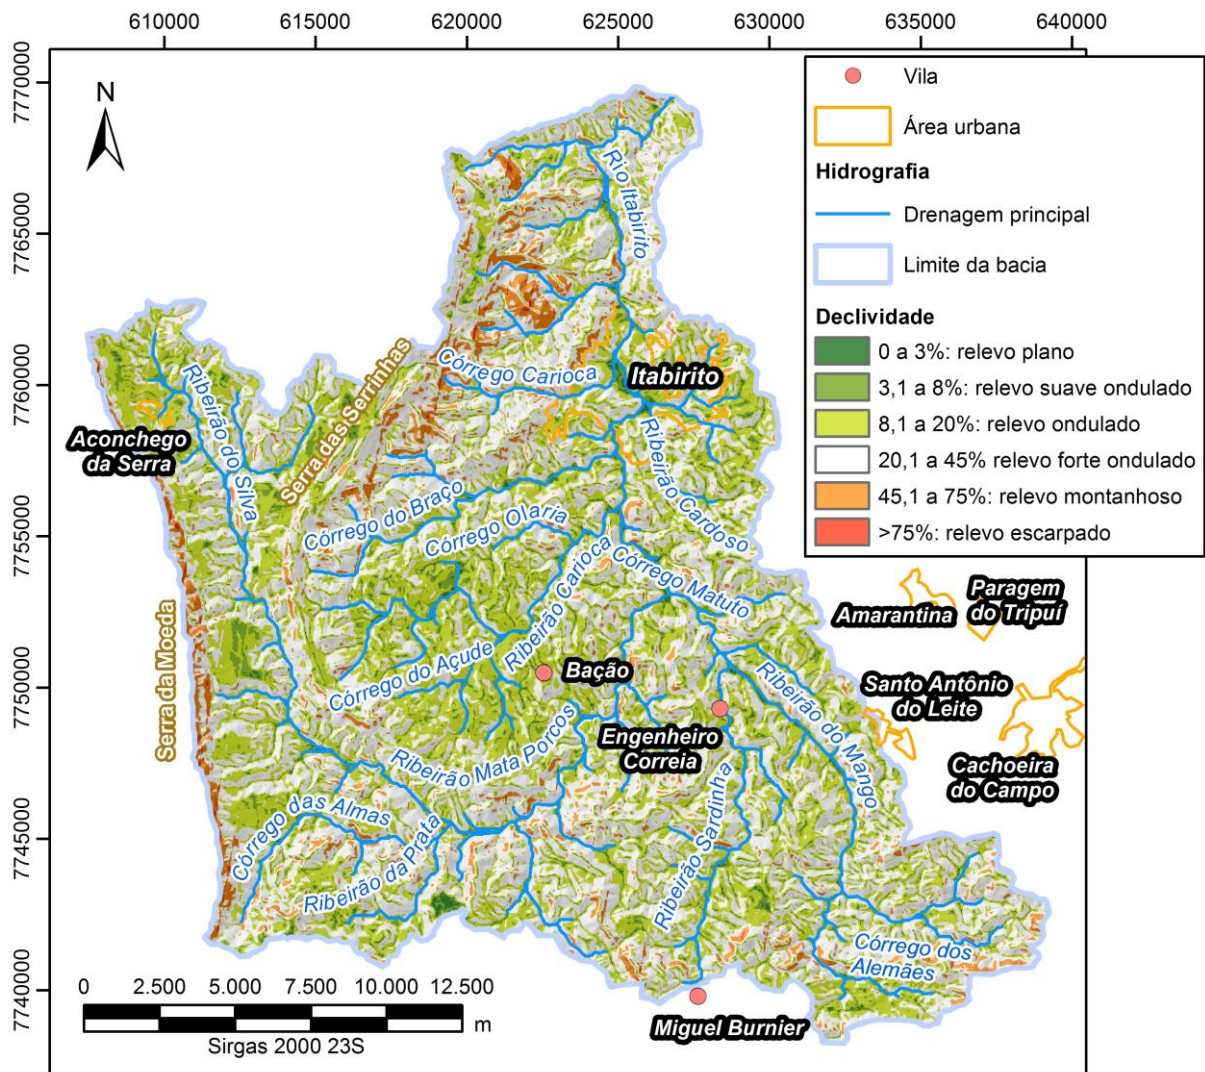 610000 615000 620000 625000 630000 635000 640000
7770000
7765000
7760000
7755000
7750000
7745000
7740000
N
Vila
Área urbana
Hidrografia
Drenagem principal
Limite da bacia
Declividade
0 a 3%: relevo plano
3,1 a 8%: relevo suave ondulado
8,1 a 20%: relevo ondulado
20,1 a 45% relevo forte ondulado
45,1 a 75%: relevo montanhoso
>75%: relevo escarpado
Rio Itabirito
Córrego Carioca
Itabirito
Ribeirão do Silva
Serra das Serrinhas
Aconchego
da Serra
Ribeirão Cardoso
Córrego do Braço
Córrego Olaria
Ribeirão Carioca
Córrego Matuto
Serra da Moeda
Córrego do Açude
Bação
Ribeirão do Mango
Amarantina
Paragem
do Tripuí
Santo Antônio
do Leite
Cachoeira
do Campo
Engenheiro
Correia
Ribeirão Mata Porcos
Córrego das Almas
Ribeirão da Prata
Ribeirão Sardinha
Córrego dos
Alemães
Miguel Burnier
0 2.500 5.000 7.500 10.000 12.500
m
Sirgas 2000 23S